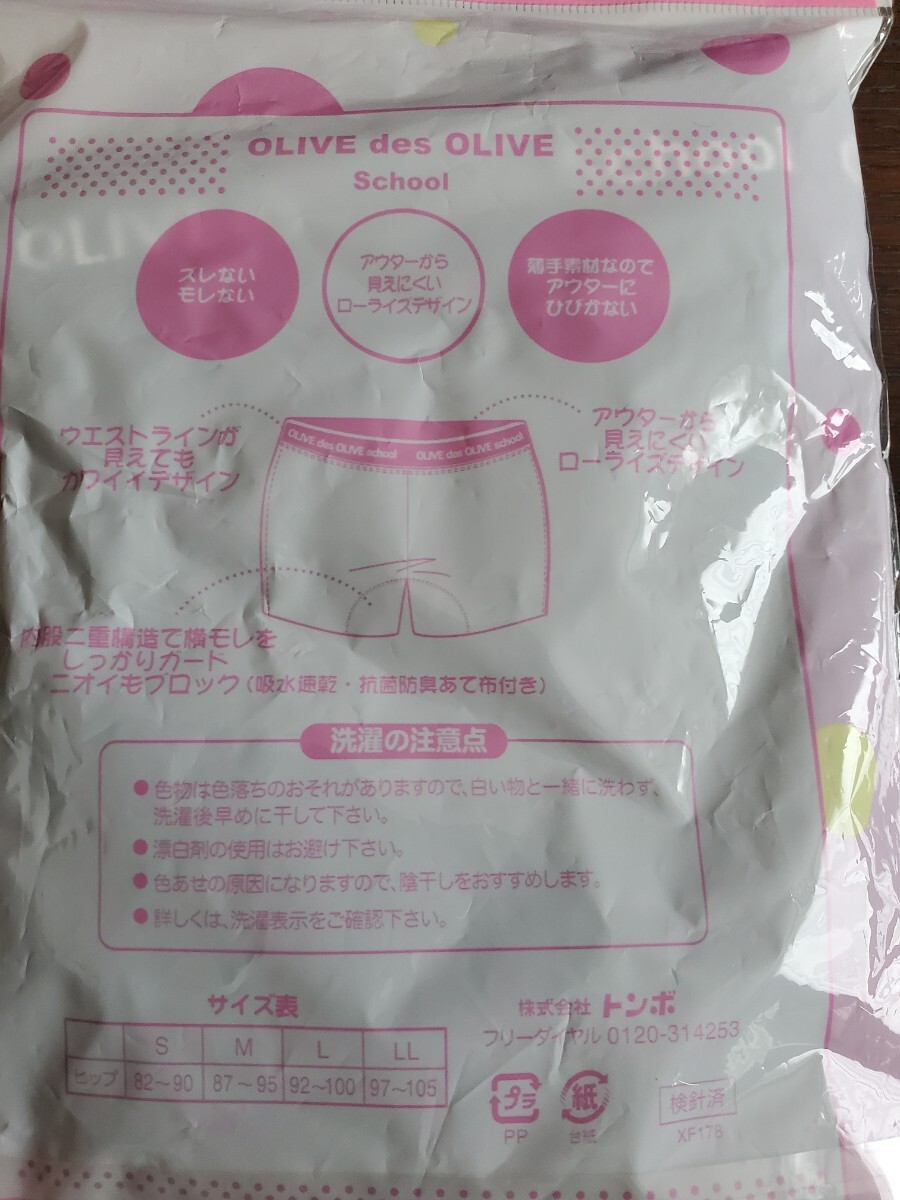 OLIVE des OLIVE
School
スレない
モレない
アウターから
見えにくい
ローライズデザイン
薄手素材なので
アウターに
ひびかない
ウエストラインが
見えても
カワイイデザイン
アウターから
見えにくい
ローライズデザイン
OLIVE des OLIVE school OLIVE des OLIVE school
内股二重構造で横モレを
しっかりガード
ニオイもブロック(吸水速乾・抗菌防臭あて布付き)
洗濯の注意点
●色物は色落ちのおそれがありますので、白い物と一緒に洗わず、
洗濯後早めに干して下さい。
●漂白剤の使用はお避け下さい。
●色あせの原因になりますので、陰干しをおすすめします。
●詳しくは、洗濯表示をご確認下さい。
サイズ表
S M L LL
ヒップ 82~90 87~95 92~100 97~105
株式会社 トンボ
フリーダイヤル 0120-314253
プラ
PP
紙
台紙
検針済
XF178